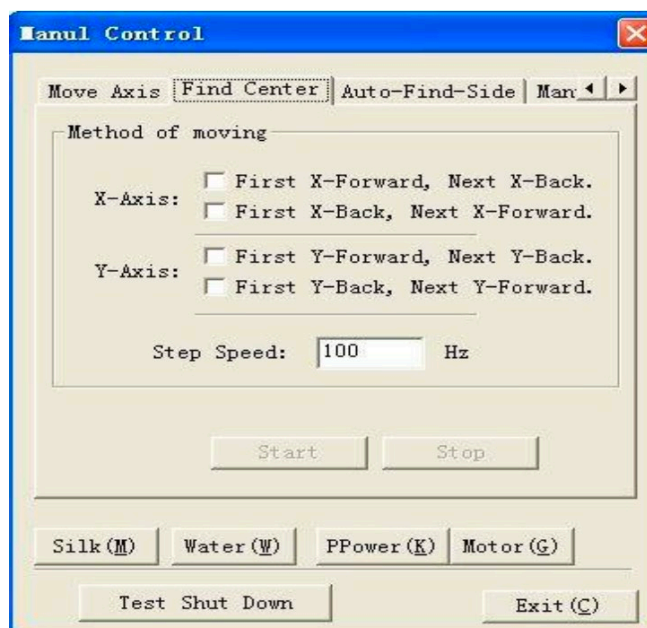 Manul Control
Move Axis Find Center Auto-Find-Side Man
Method of moving
X-Axis:
First X-Forward, Next X-Back.
First X-Back, Next X-Forward.
Y-Axis:
First Y-Forward, Next Y-Back.
First Y-Back, Next Y-Forward.
Step Speed: 100 Hz
Start Stop
Silk(M) Water(W) PPower(K) Motor(G)
Test Shut Down Exit(C)